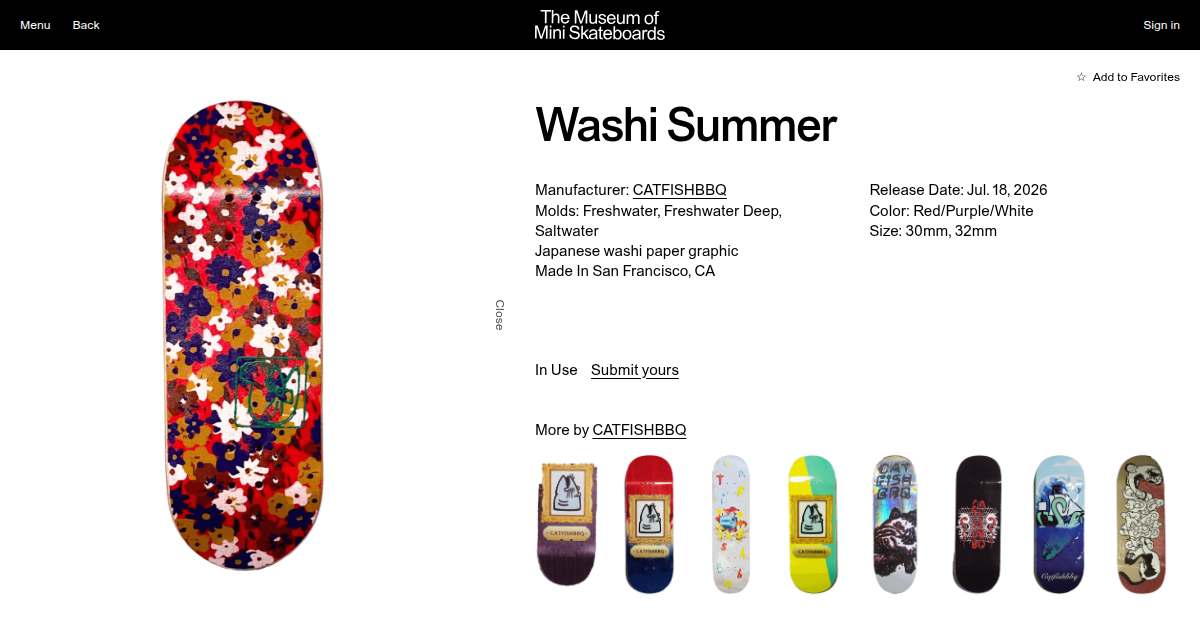 Menu
Back
The Museum of
Mini Skateboards
Sign in
☆ Add to Favorites
Washi Summer
Manufacturer: CATFISHBBQ
Molds: Freshwater, Freshwater Deep,
Saltwater
Japanese washi paper graphic
Made In San Francisco, CA
Release Date: Jul. 18, 2026
Color: Red/Purple/White
Size: 30mm, 32mm
Close
In Use
Submit yours
More by CATFISHBBQ
CATFISHBBQ
CATFISHBBQ
CATFISHBBQ
CAT
FISH
BBQ